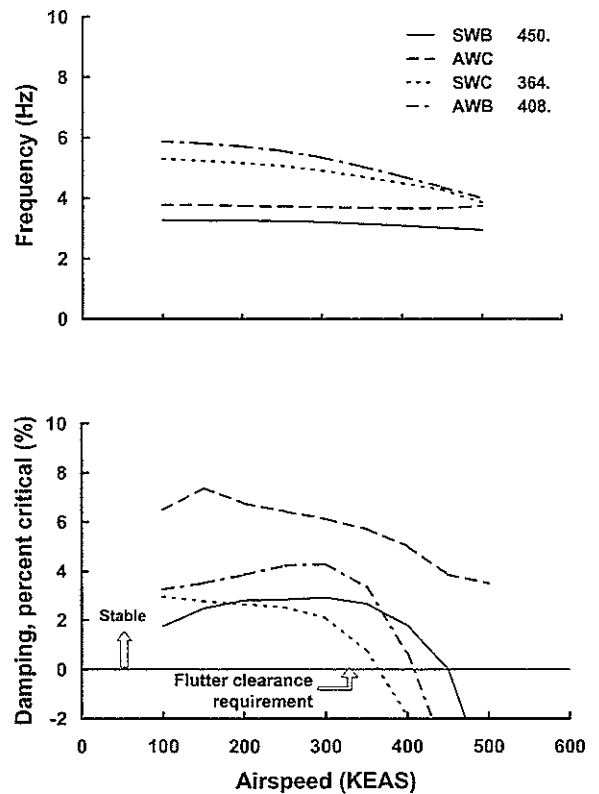 10
8
6
4
2
0
Frequency (Hz)
SWB 450.
AWC
SWC 364.
AWB 408.
10
8
6
4
2
0
-2
Damping, percent critical (%)
Stable
Flutter clearance
requirement
0 100 200 300 400 500 600
Airspeed (KEAS)